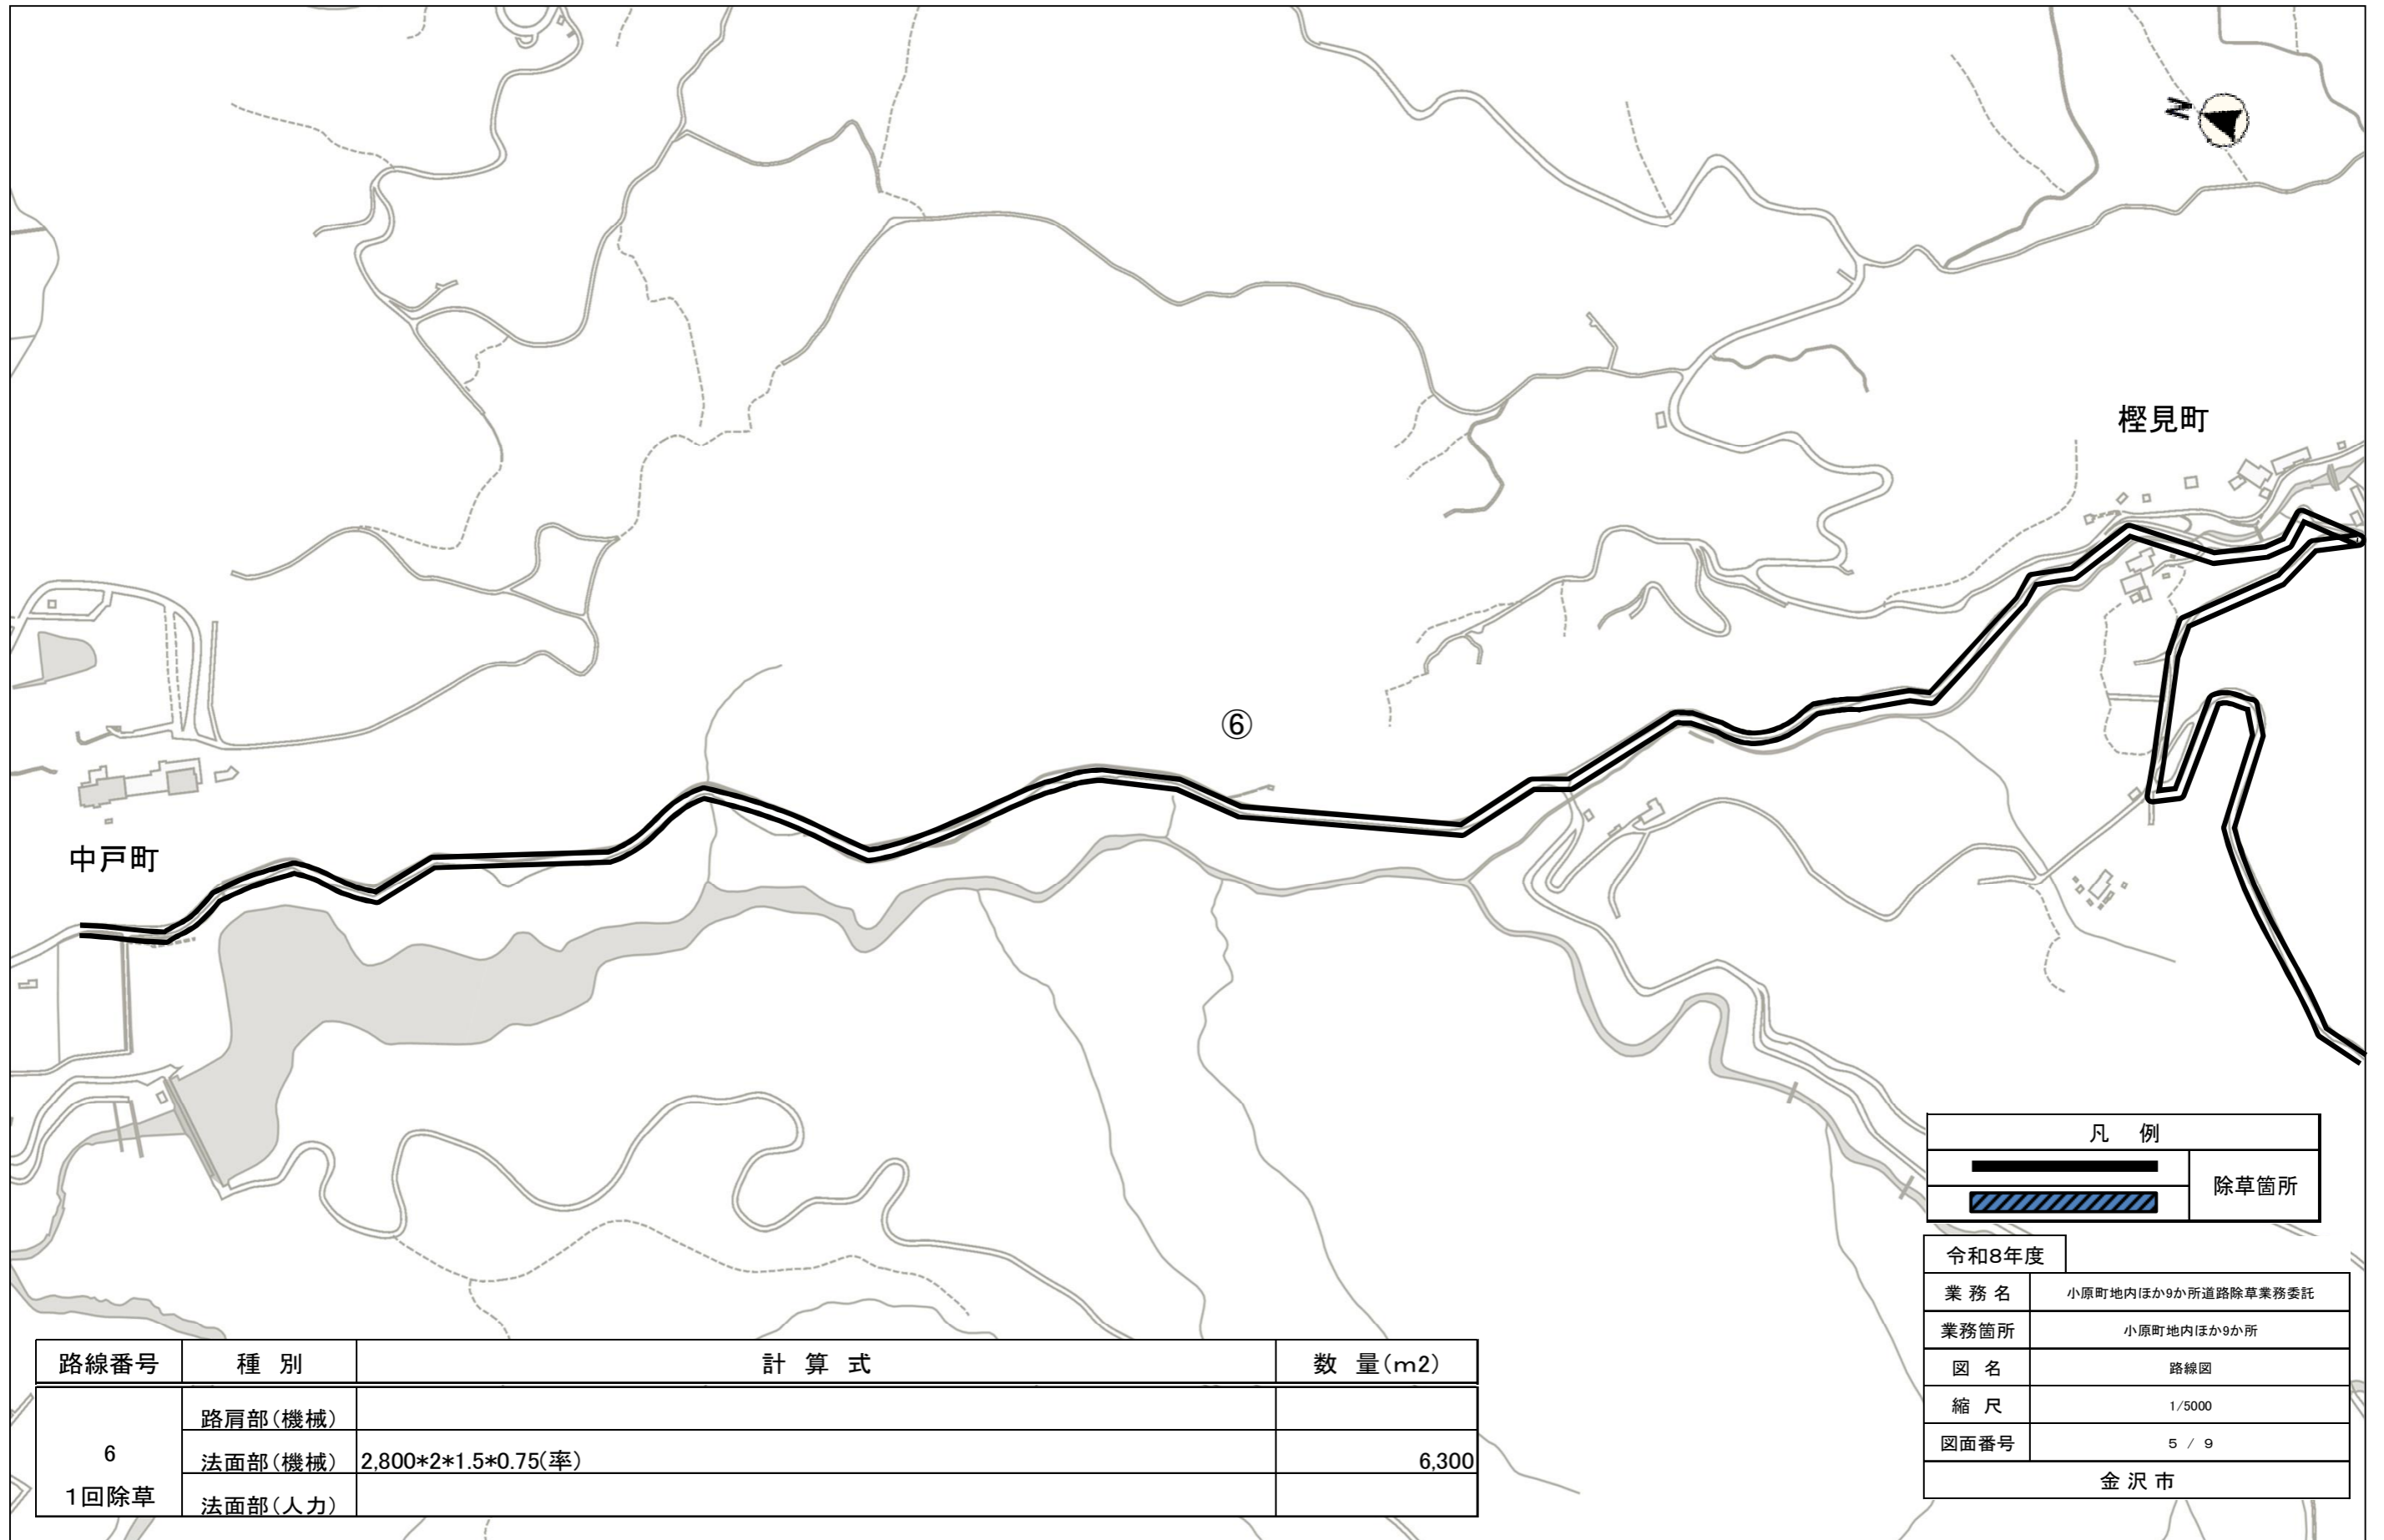 N
樫見町
⑥
中戸町
凡 例
除草箇所
令和8年度
業 務 名 小原町地内ほか9か所道路除草業務委託
業務箇所 小原町地内ほか9か所
図 名 路線図
縮 尺 1/5000
図面番号 5 / 9
金 沢 市
路線番号 種 別 計 算 式 数 量(m2)
路肩部(機械)
6
法面部(機械) 2,800*2*1.5*0.75(率) 6,300
1回除草
法面部(人力)